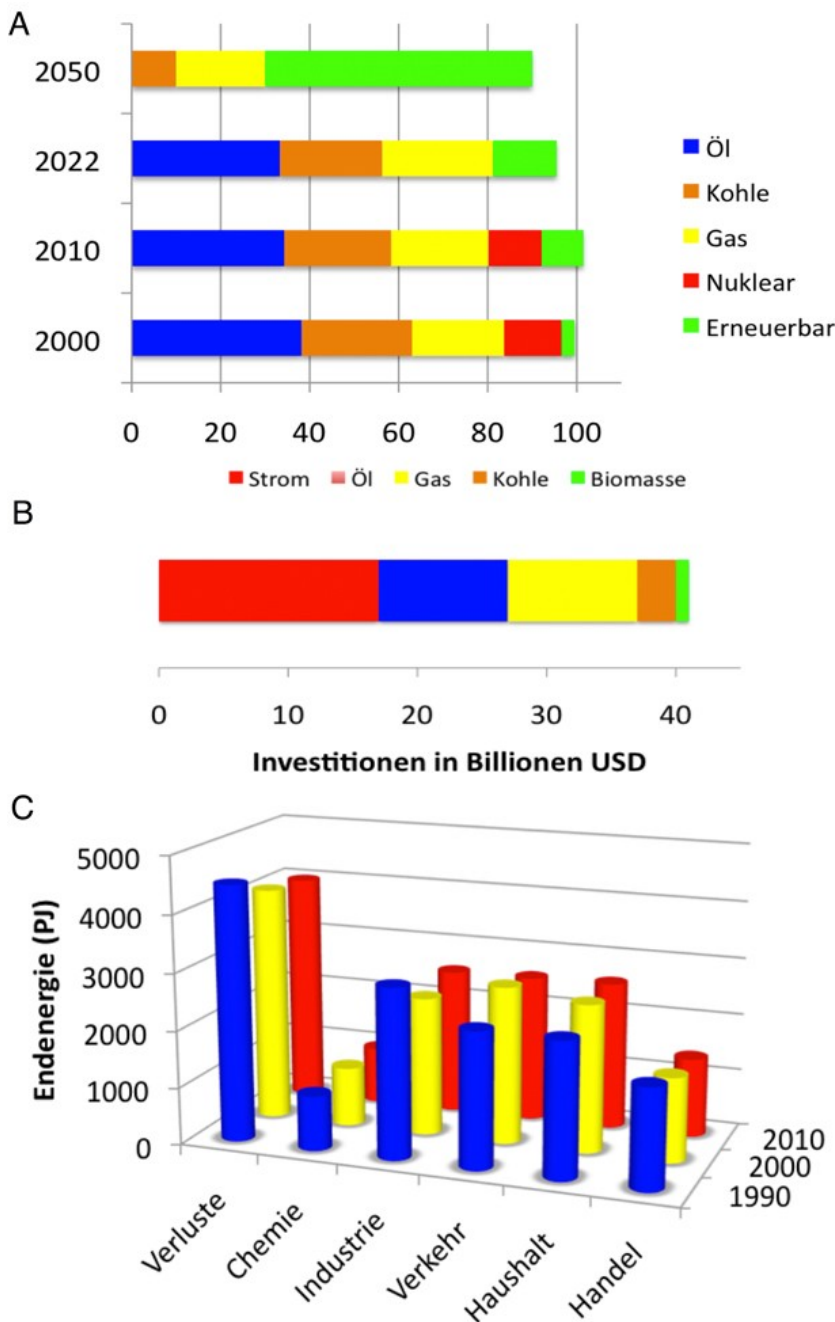 A
2050
2022
2010
2000
0 20 40 60 80 100
Öl
Kohle
Gas
Nuklear
Erneuerbar
Strom Öl Gas Kohle Biomasse
B
0 10 20 30 40
Investitionen in Billionen USD
C
Endenergie (PJ)
5000
4000
3000
2000
1000
0
Verluste
Chemie
Industrie
Verkehr
Haushalt
Handel
2010
2000
1990